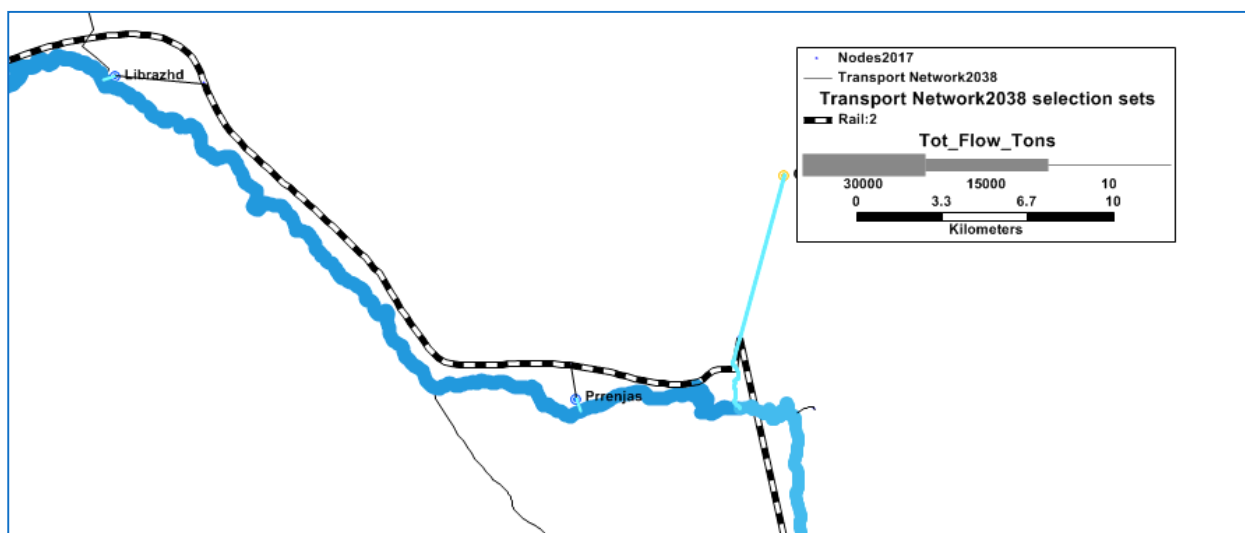 Librazhd
Prrenjas
Nodes2017
Transport Network2038
Transport Network2038 selection sets
Rail:2
Tot_Flow_Tons
30000 15000 10
0 3.3 6.7 10
Kilometers